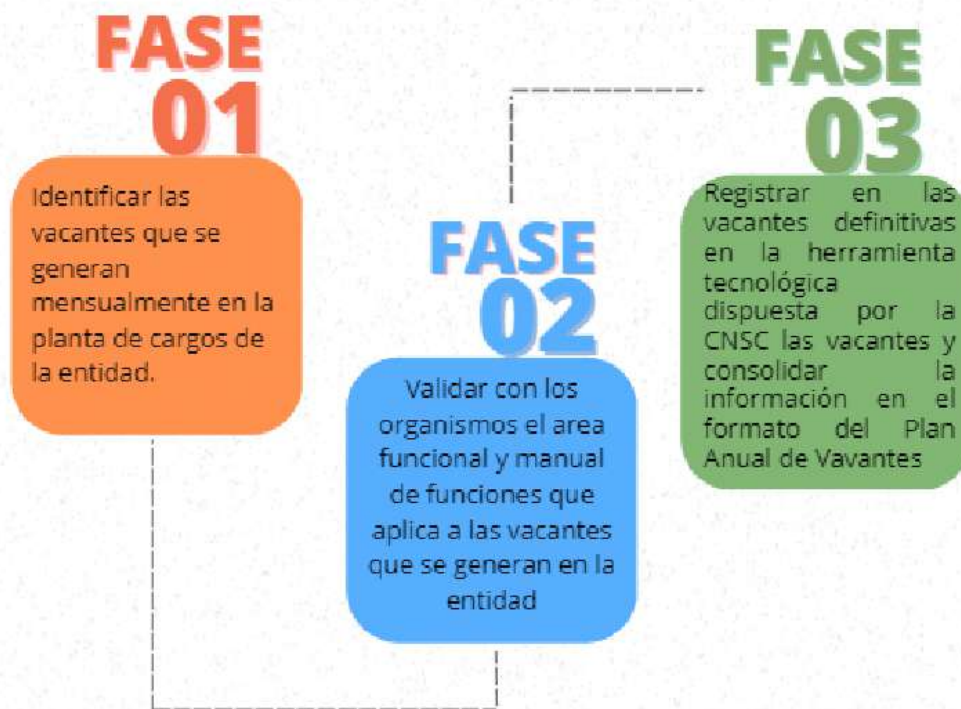 FASE
01
Identificar las
vacantes que se
generan
mensualmente en la
planta de cargos de
la entidad.
FASE
02
Validar con los
organismos el area
funcional y manual
de funciones que
aplica a las vacantes
que se generan en la
entidad
FASE
03
Registrar en las
vacantes definitivas
en la herramienta
tecnológica
dispuesta por la
CNSC las vacantes y
consolidar la
información en el
formato del Plan
Anual de Vavantes